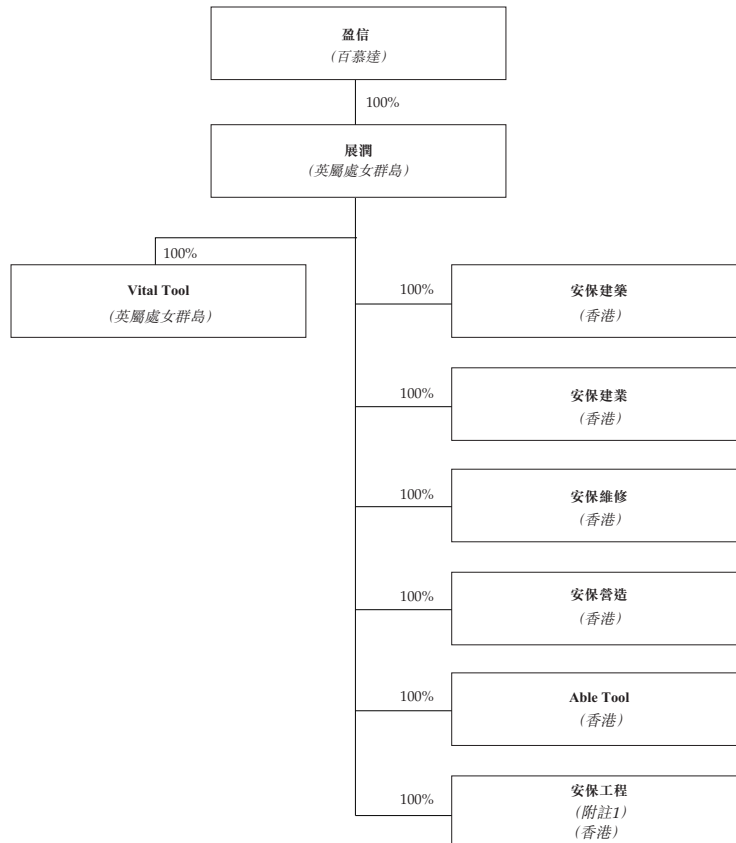 盈信
(百慕達)
100%
展潤
(英屬處女群島)
100%
Vital Tool
(英屬處女群島)
100%
安保建築
(香港)
100%
安保建業
(香港)
100%
安保維修
(香港)
100%
安保營造
(香港)
100%
Able Tool
(香港)
100%
安保工程
(附註1)
(香港)